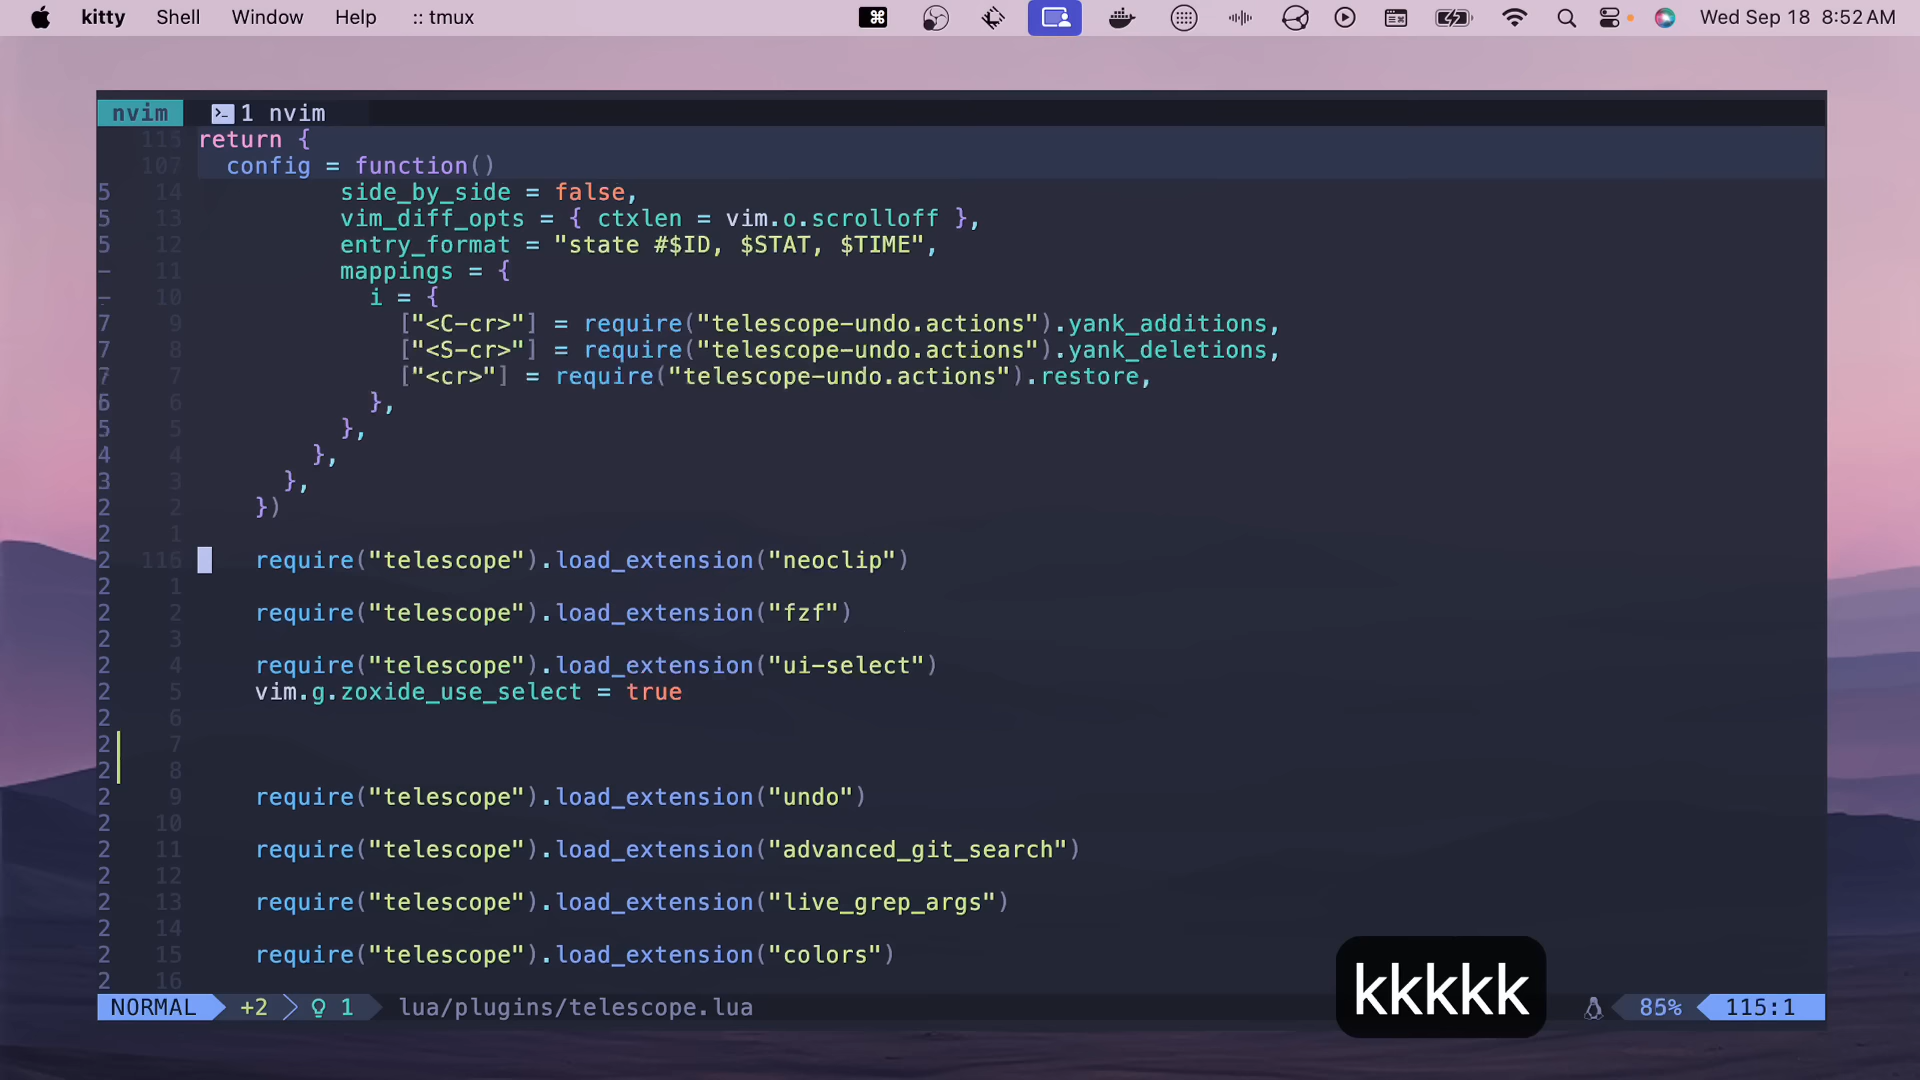 kitty Shell Window Help :: tmux Wed Sep 18 8:52 AM
nvim 1 nvim
115 return {
107 config = function()
5 14 side_by_side = false,
5 13 vim_diff_opts = { ctxlen = vim.o.scrolloff },
5 12 entry_format = "state #$ID, $STAT, $TIME",
- 11 mappings = {
- 10 i = {
7 9 ["<C-cr>"] = require("telescope-undo.actions").yank_additions,
7 8 ["<S-cr>"] = require("telescope-undo.actions").yank_deletions,
7 7 ["<cr>"] = require("telescope-undo.actions").restore,
6 6 },
5 5 },
4 4 },
3 3 },
2 2 })
2 1
2 115 require("telescope").load_extension("neoclip")
2 1
2 2 require("telescope").load_extension("fzf")
2 3
2 4 require("telescope").load_extension("ui-select")
2 5 vim.g.zoxide_use_select = true
2 6
2 7
2 8
2 9 require("telescope").load_extension("undo")
2 10
2 11 require("telescope").load_extension("advanced_git_search")
2 12
2 13 require("telescope").load_extension("live_grep_args")
2 14
2 15 require("telescope").load_extension("colors")
2 16
kkkkk
NORMAL +2 1 lua/plugins/telescope.lua 85% 115:1